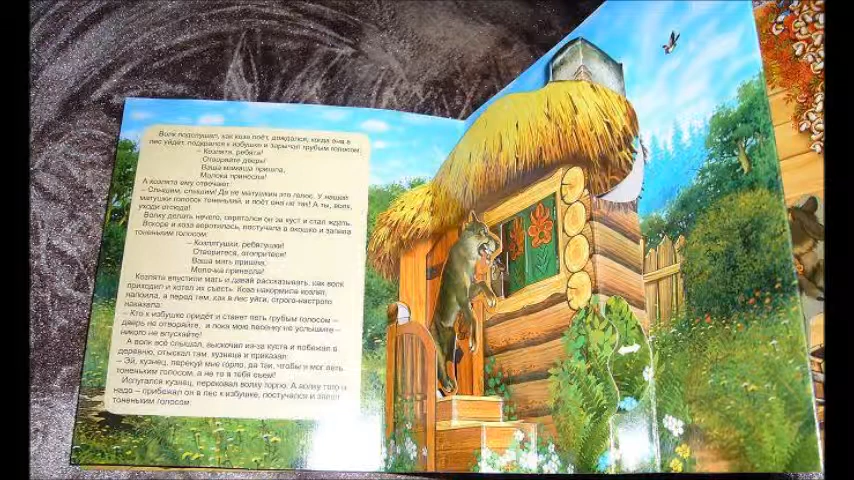 Волк подслушал, как коза поёт, дождался, когда она в
лес уйдёт, подкрался к избушке и зарычал грубым голосом:
– Козлята, ребята!
Отворяйте двери!
Ваша мамаша пришла,
Молока принесла!
А козлята ему отвечают:
– Слышим, слышим! Да не матушкин это голос. У нашей
матушки голосок тоненький, и поёт она не так! А ты, волк,
уходи отсюда!
Волку делать нечего, спрятался он за куст и стал ждать.
Вскоре и коза воротилась, постучала в окошко и запела
тоненьким голосом:
– Козлятушки, ребятушки!
Отворитеся, отопритеся!
Ваша мать пришла,
Молочка принесла!
Козлята впустили мать и давай рассказывать, как волк
приходил и хотел их съесть. Коза накормила козлят,
напоила, а перед тем, как в лес уйти, строго-настрого
наказала:
– Кто к избушке придёт и станет петь грубым голосом –
дверь не отворяйте, и пока мою песенку не услышите –
никого не впускайте!
А волк всё слышал, выскочил из-за куста и побежал в
деревню, отыскал там кузнеца и приказал:
– Эй, кузнец, перекуй мне горло, да так, чтобы я мог петь
тоненьким голосом, а не то я тебя съем!
Испугался кузнец, перековал волку горло. А волку того и
надо – прибежал он в лес к избушке, постучался и запел
тоненьким голосом: